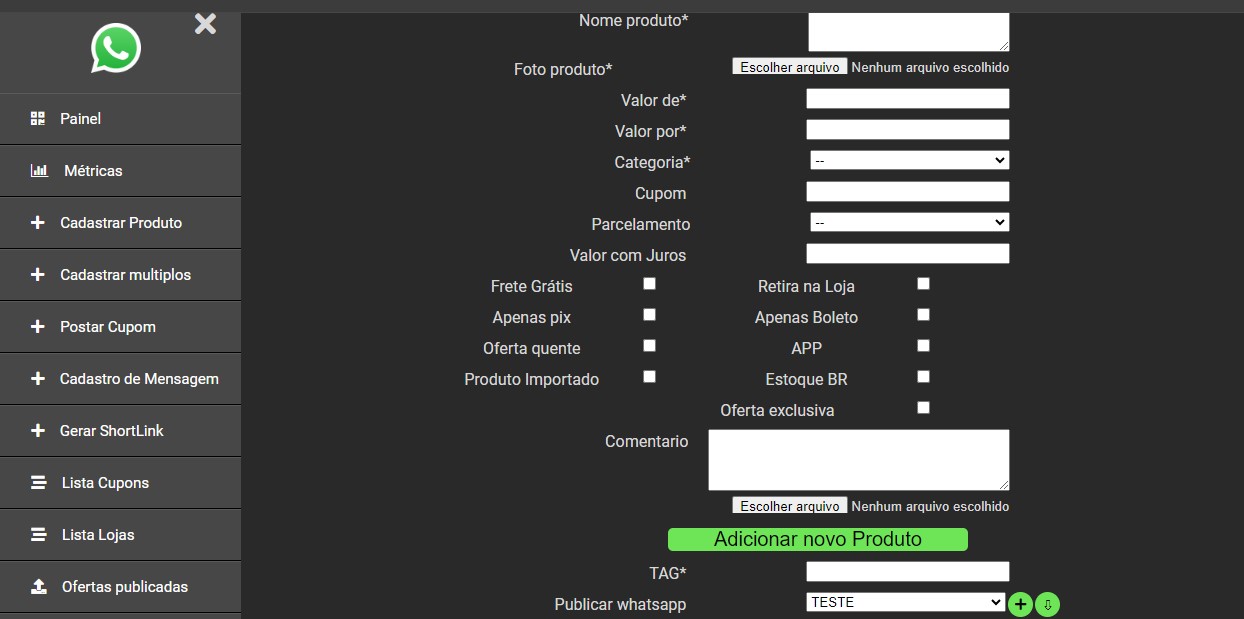 Painel
Métricas
Cadastrar Produto
Cadastrar multiplos
Postar Cupom
Cadastro de Mensagem
Gerar ShortLink
Lista Cupons
Lista Lojas
Ofertas publicadas
Nome produto*
Foto produto* Escolher arquivo Nenhum arquivo escolhido
Valor de*
Valor por*
Categoria* --
Cupom
Parcelamento --
Valor com Juros
Frete Grátis Retira na Loja
Apenas pix Apenas Boleto
Oferta quente APP
Produto Importado Estoque BR
Oferta exclusiva
Comentario
Escolher arquivo Nenhum arquivo escolhido
Adicionar novo Produto
TAG*
Publicar whatsapp TESTE